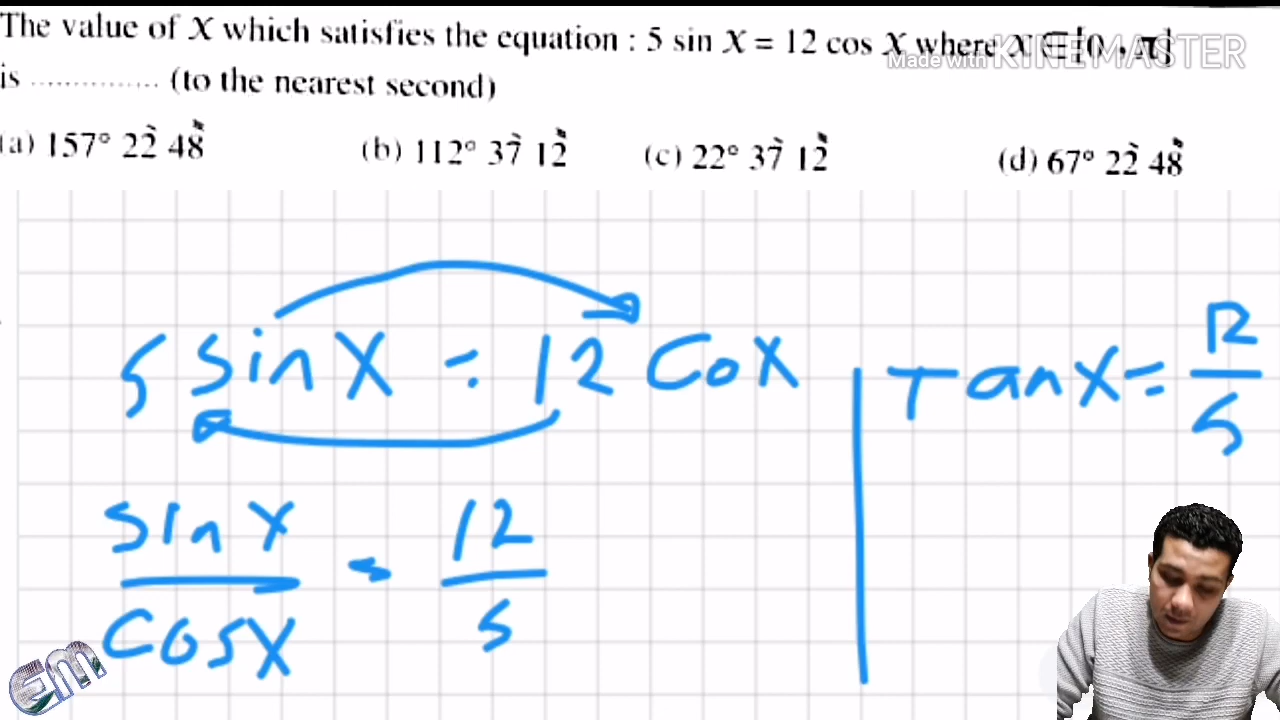 The value of X which satisfies the equation : 5 sin X = 12 cos X where X ∈ [0 , π]
Made with KINEMASTER
is .............. (to the nearest second)
(a) 157° 22̀ 48̏ (b) 112° 37̀ 12̏ (c) 22° 37̀ 12̏ (d) 67° 22̀ 48̏
5 sin X = 12 Co X
Tan X = 12/5
sin X / cos X = 12 / 5
EM